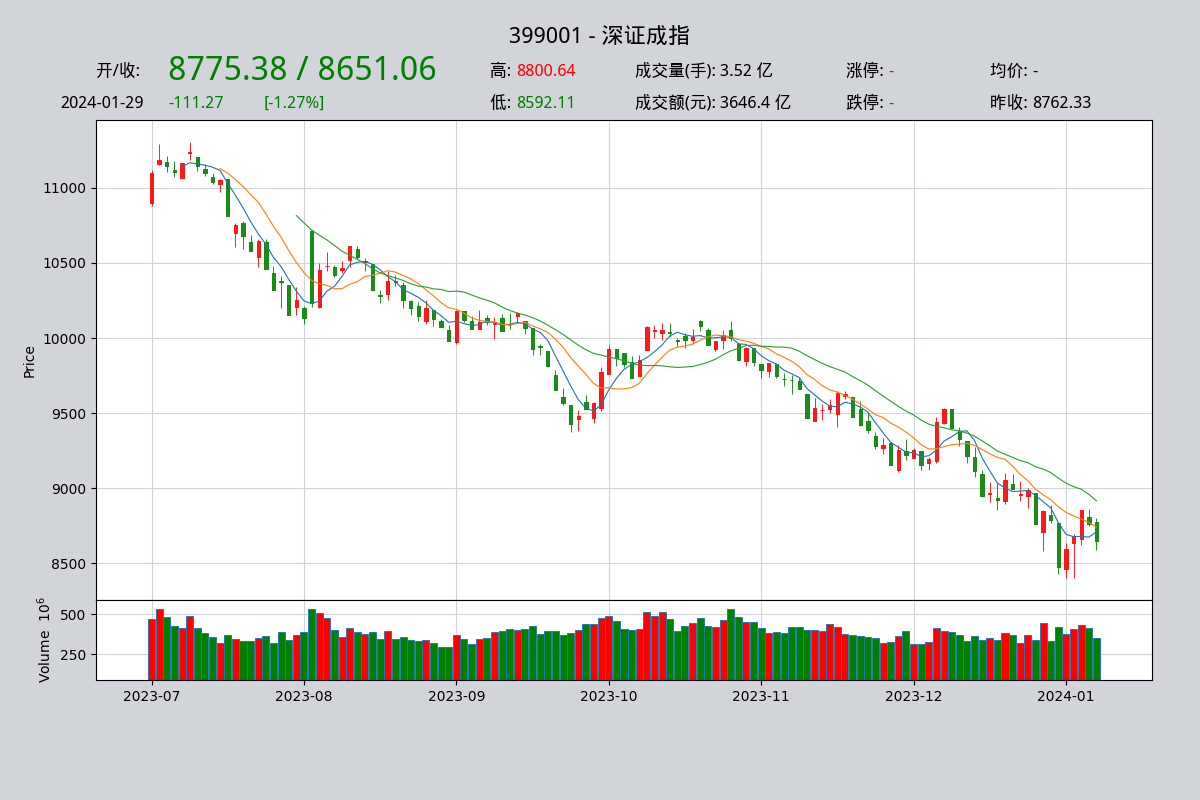 399001 - 深证成指
开/收: 8775.38 / 8651.06 高: 8800.64 成交量(手): 3.52 亿 涨停: - 均价: -
2024-01-29 -111.27 [-1.27%] 低: 8592.11 成交额(元): 3646.4 亿 跌停: - 昨收: 8762.33
Price
11000
10500
10000
9500
9000
8500
Volume 10^6
500
250
2023-07 2023-08 2023-09 2023-10 2023-11 2023-12 2024-01